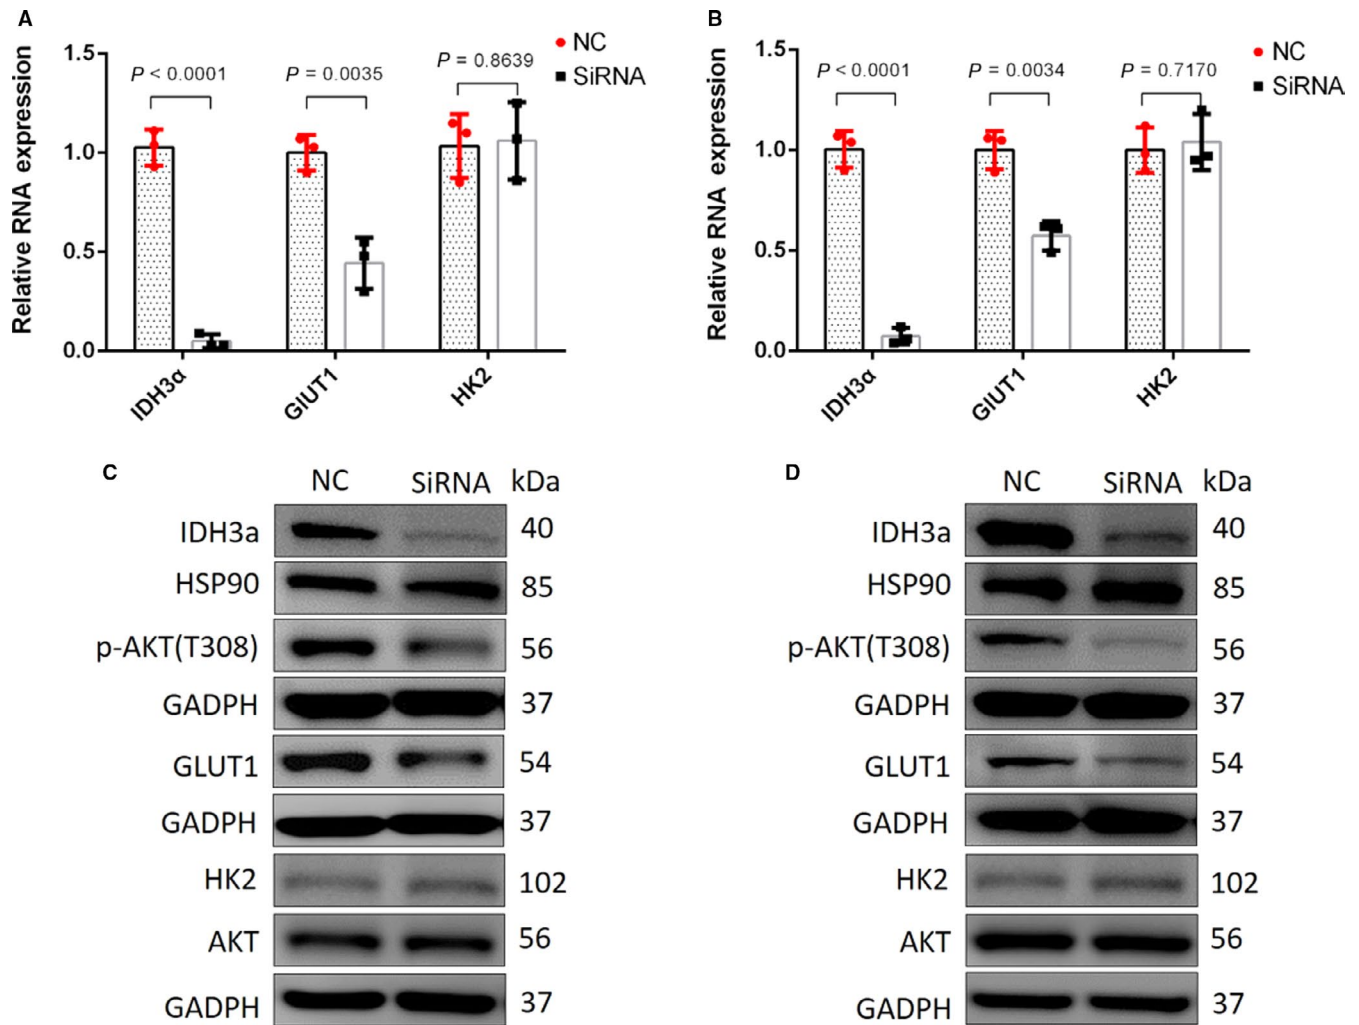 A
Relative RNA expression
1.5
1.0
0.5
0.0
P < 0.0001
P = 0.0035
P = 0.8639
NC
SiRNA
IDH3α
GIUT1
HK2
B
Relative RNA expression
1.5
1.0
0.5
0.0
P < 0.0001
P = 0.0034
P = 0.7170
NC
SiRNA
IDH3α
GIUT1
HK2
C
NC SiRNA kDa
IDH3a 40
HSP90 85
p-AKT(T308) 56
GADPH 37
GLUT1 54
GADPH 37
HK2 102
AKT 56
GADPH 37
D
NC SiRNA kDa
IDH3a 40
HSP90 85
p-AKT(T308) 56
GADPH 37
GLUT1 54
GADPH 37
HK2 102
AKT 56
GADPH 37